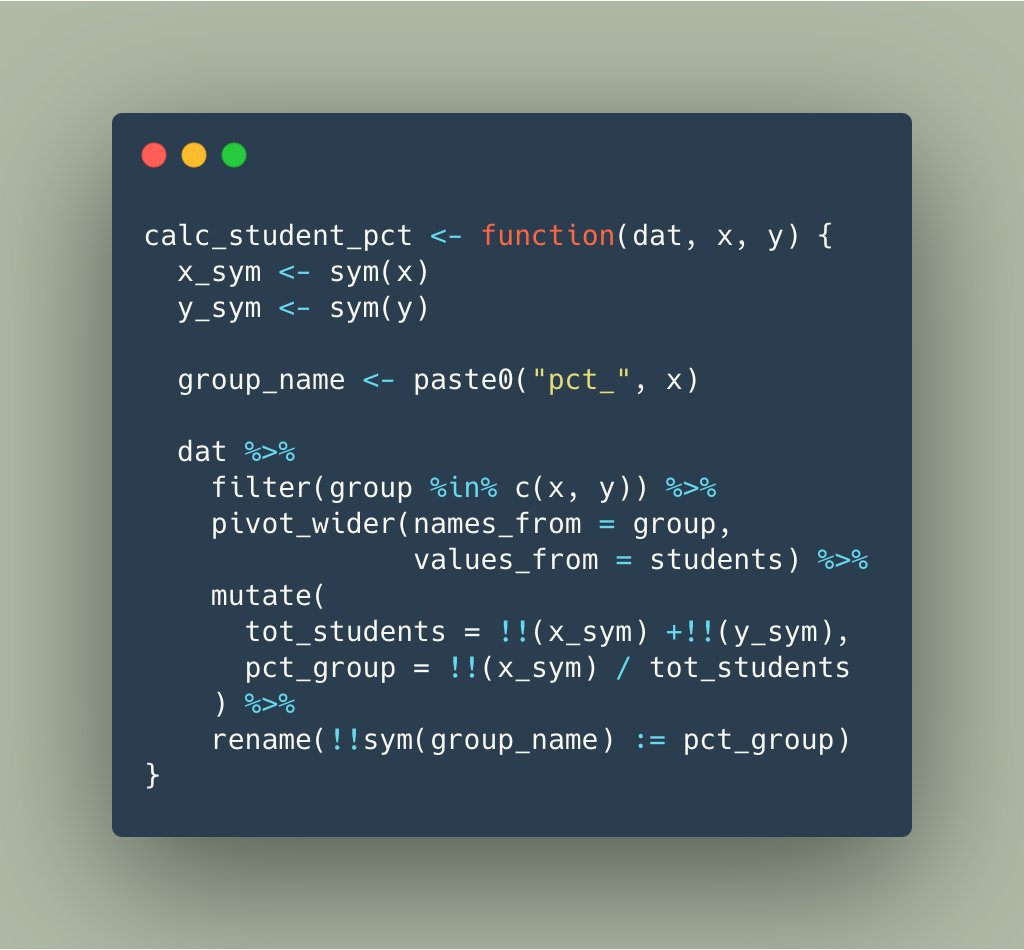 calc_student_pct <- function(dat, x, y) {
  x_sym <- sym(x)
  y_sym <- sym(y)

  group_name <- paste0("pct_", x)

  dat %>%
    filter(group %in% c(x, y)) %>%
    pivot_wider(names_from = group,
                values_from = students) %>%
    mutate(
      tot_students = !!(x_sym) +!!(y_sym),
      pct_group = !!(x_sym) / tot_students
    ) %>%
    rename(!!sym(group_name) := pct_group)
}